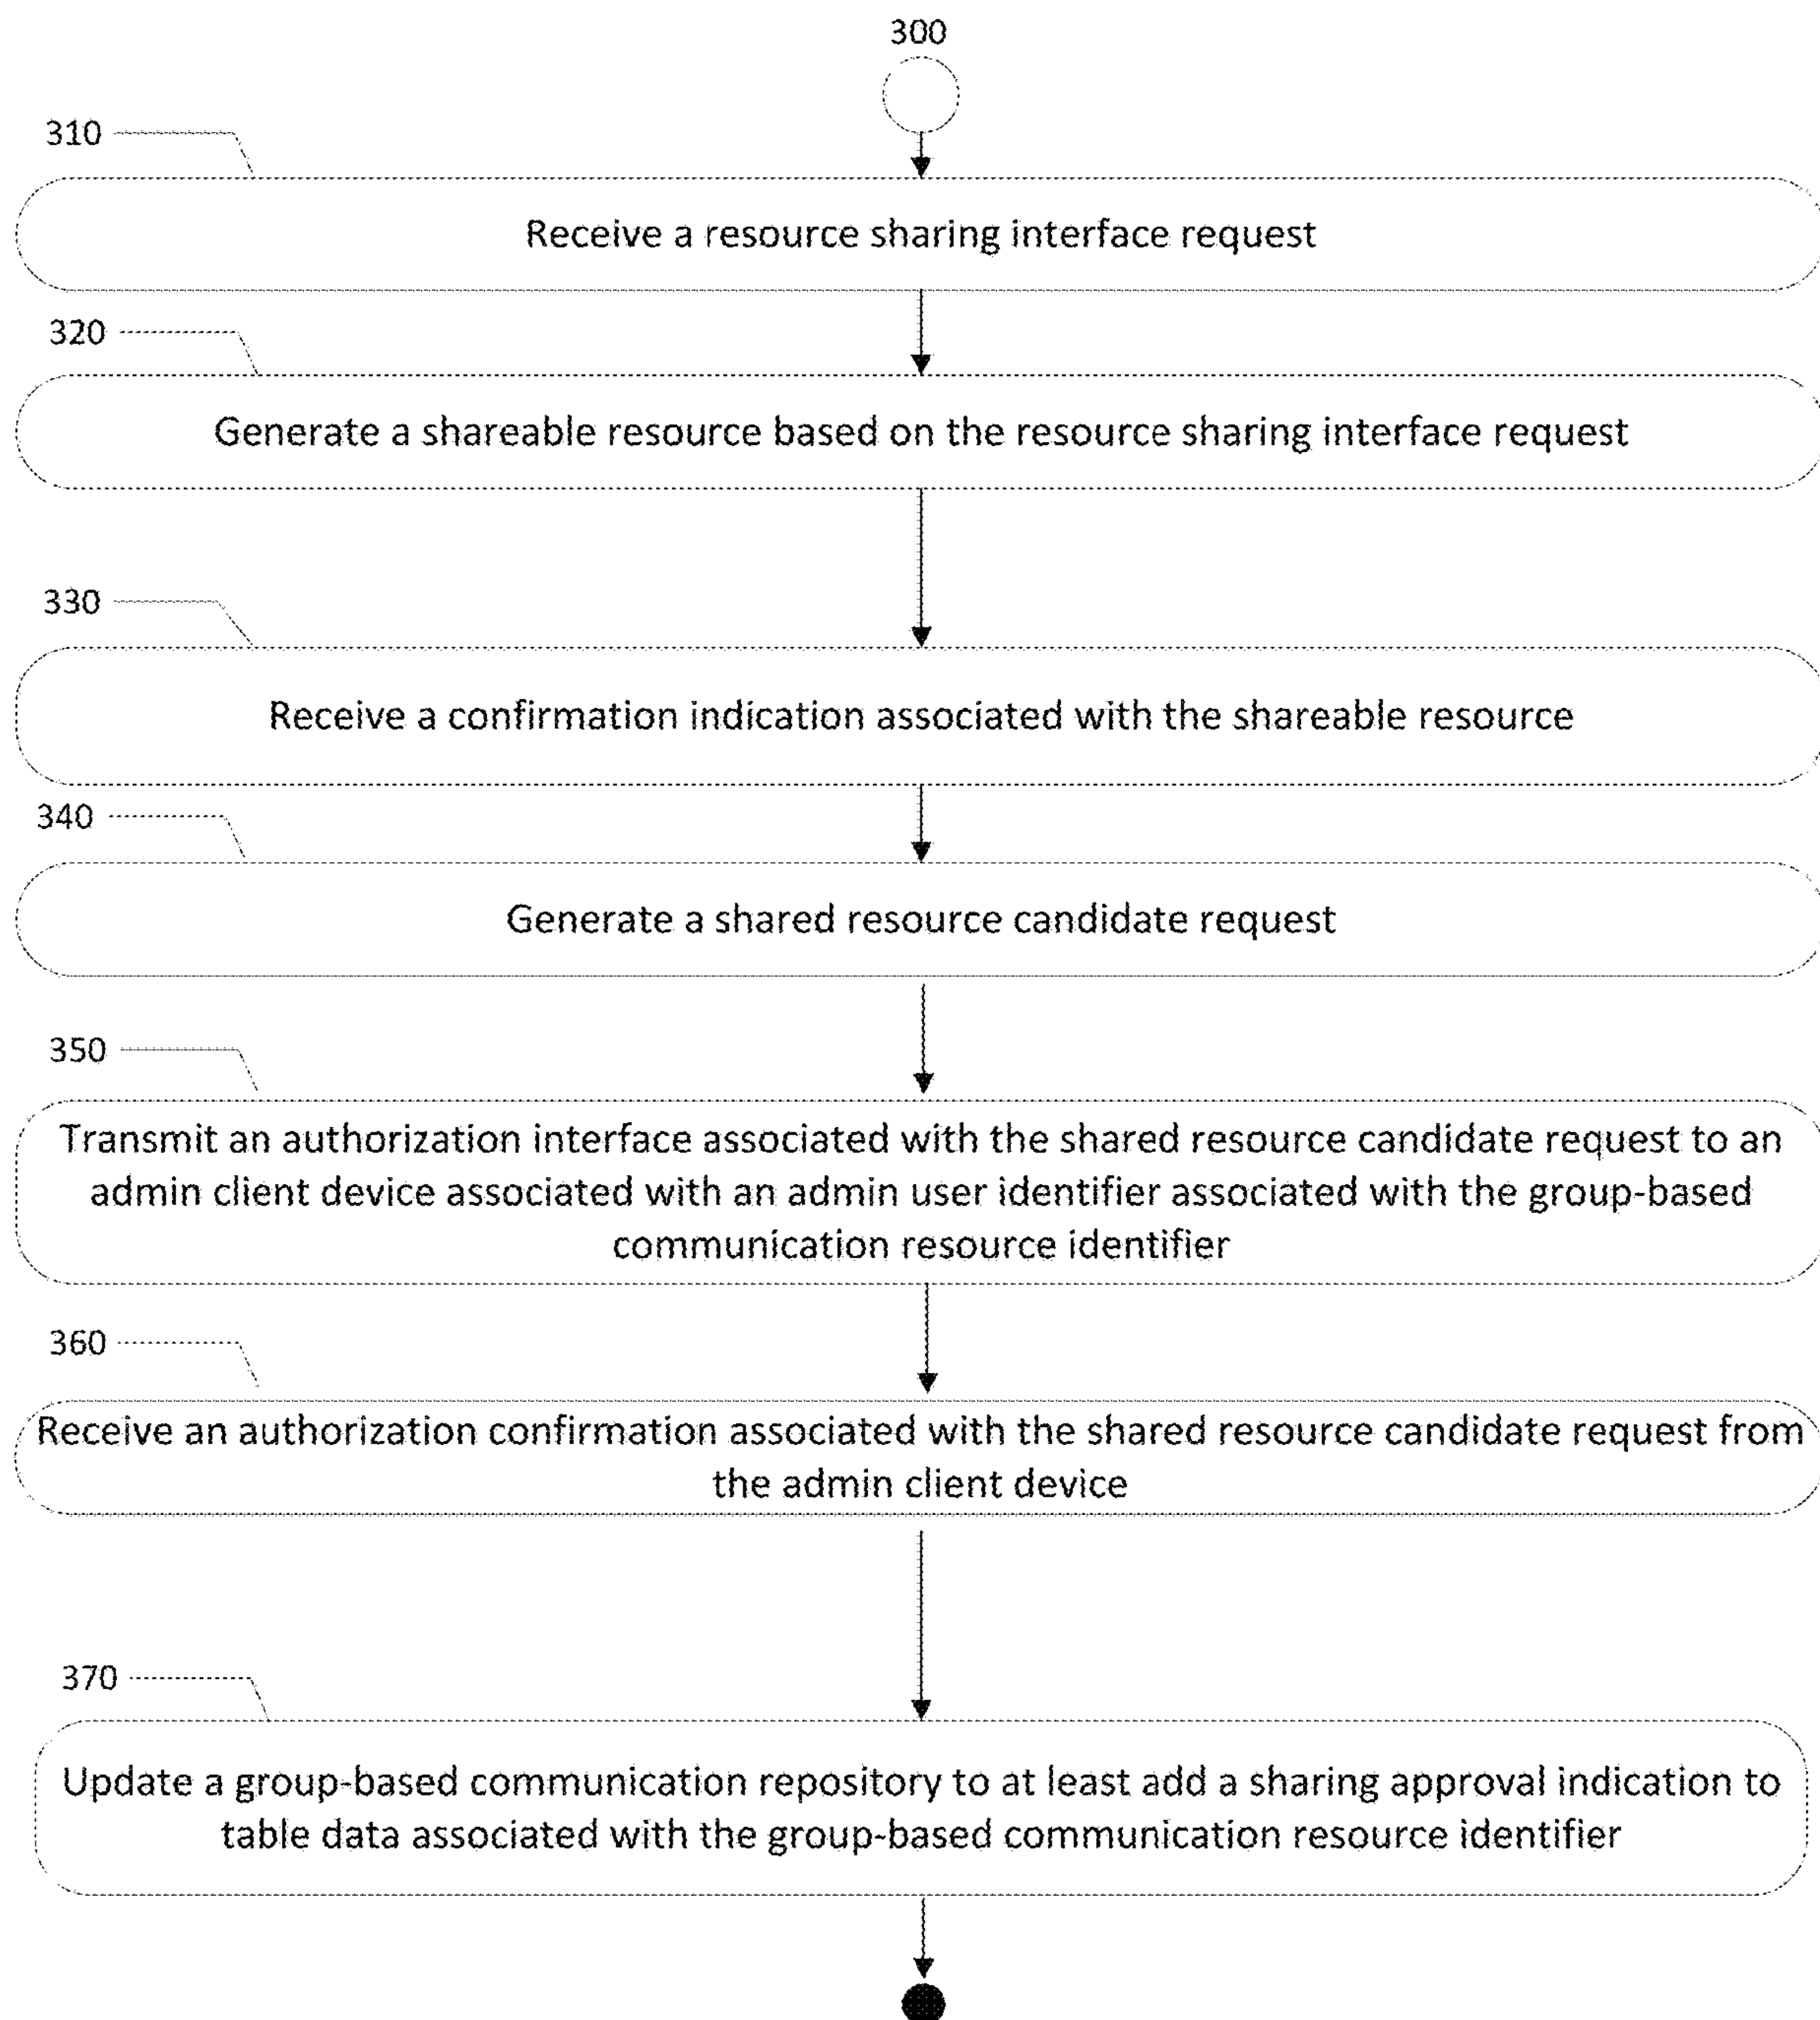 300
310
Receive a resource sharing interface request
320
Generate a shareable resource based on the resource sharing interface request
330
Receive a confirmation indication associated with the shareable resource
340
Generate a shared resource candidate request
350
Transmit an authorization interface associated with the shared resource candidate request to an
admin client device associated with an admin user identifier associated with the group-based
communication resource identifier
360
Receive an authorization confirmation associated with the shared resource candidate request from
the admin client device
370
Update a group-based communication repository to at least add a sharing approval indication to
table data associated with the group-based communication resource identifier